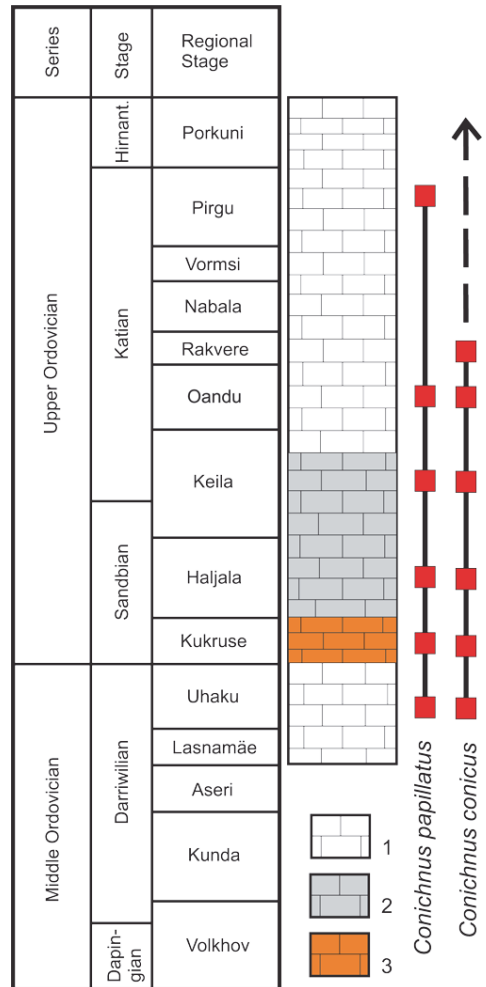 Series
Stage
Regional
Stage
Upper Ordovician
Middle Ordovician
Hirnant.
Katian
Sandbian
Darriwilian
Dapin-
gian
Porkuni
Pirgu
Vormsi
Nabala
Rakvere
Oandu
Keila
Haljala
Kukruse
Uhaku
Lasnamäe
Aseri
Kunda
Volkhov
1
2
3
Conichnus papillatus
Conichnus conicus